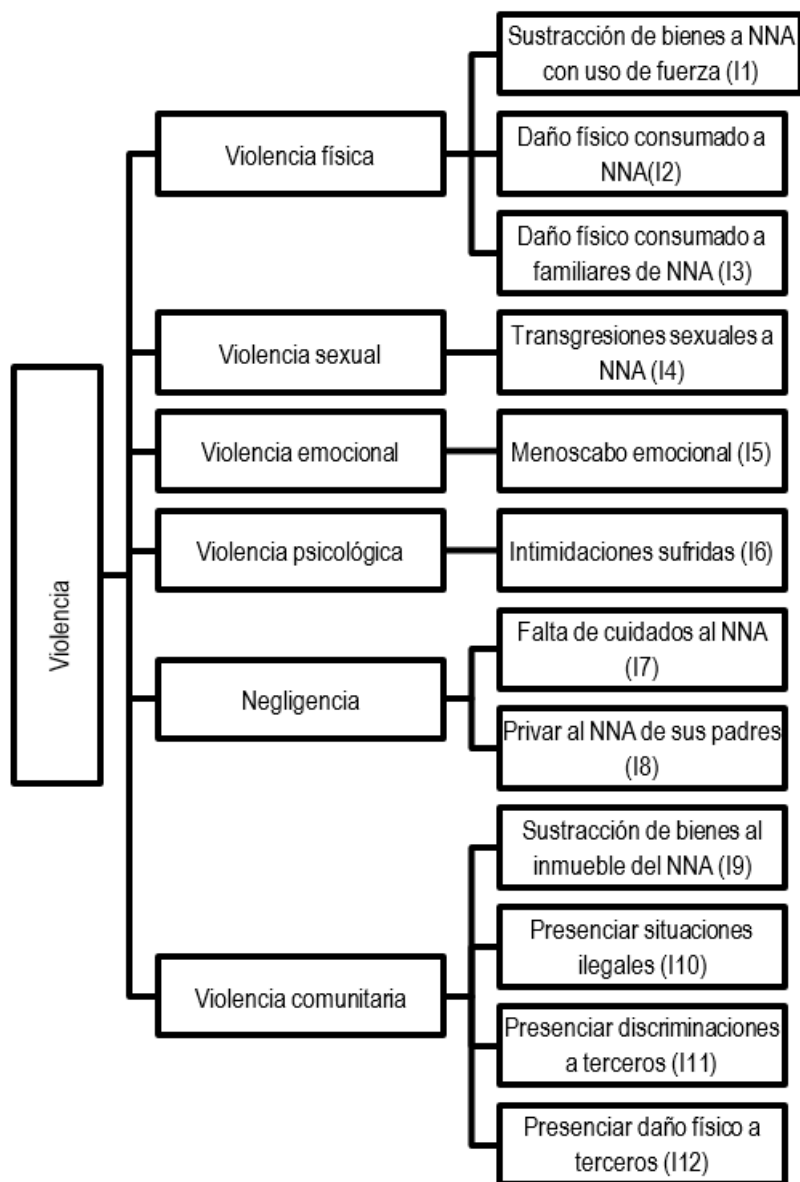 Violencia
Violencia física
Sustracción de bienes a NNA
con uso de fuerza (I1)
Daño físico consumado a
NNA(I2)
Daño físico consumado a
familiares de NNA (I3)
Violencia sexual
Transgresiones sexuales a
NNA (I4)
Violencia emocional
Menoscabo emocional (I5)
Violencia psicológica
Intimidaciones sufridas (I6)
Negligencia
Falta de cuidados al NNA
(I7)
Privar al NNA de sus padres
(I8)
Violencia comunitaria
Sustracción de bienes al
inmueble del NNA (I9)
Presenciar situaciones
ilegales (I10)
Presenciar discriminaciones
a terceros (I11)
Presenciar daño físico a
terceros (I12)